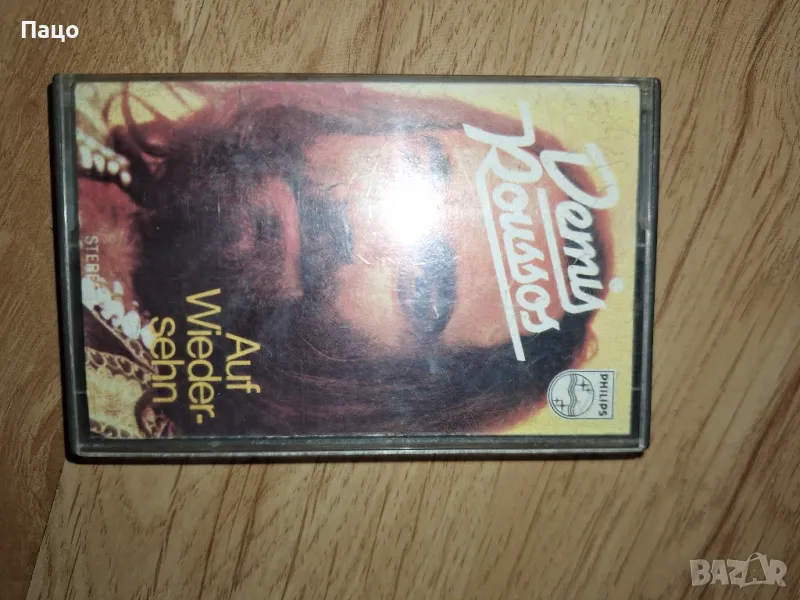 Пацо
Demis
Roussos
PHILIPS
STEREO
Auf
Wieder-
sehn
BAZAR